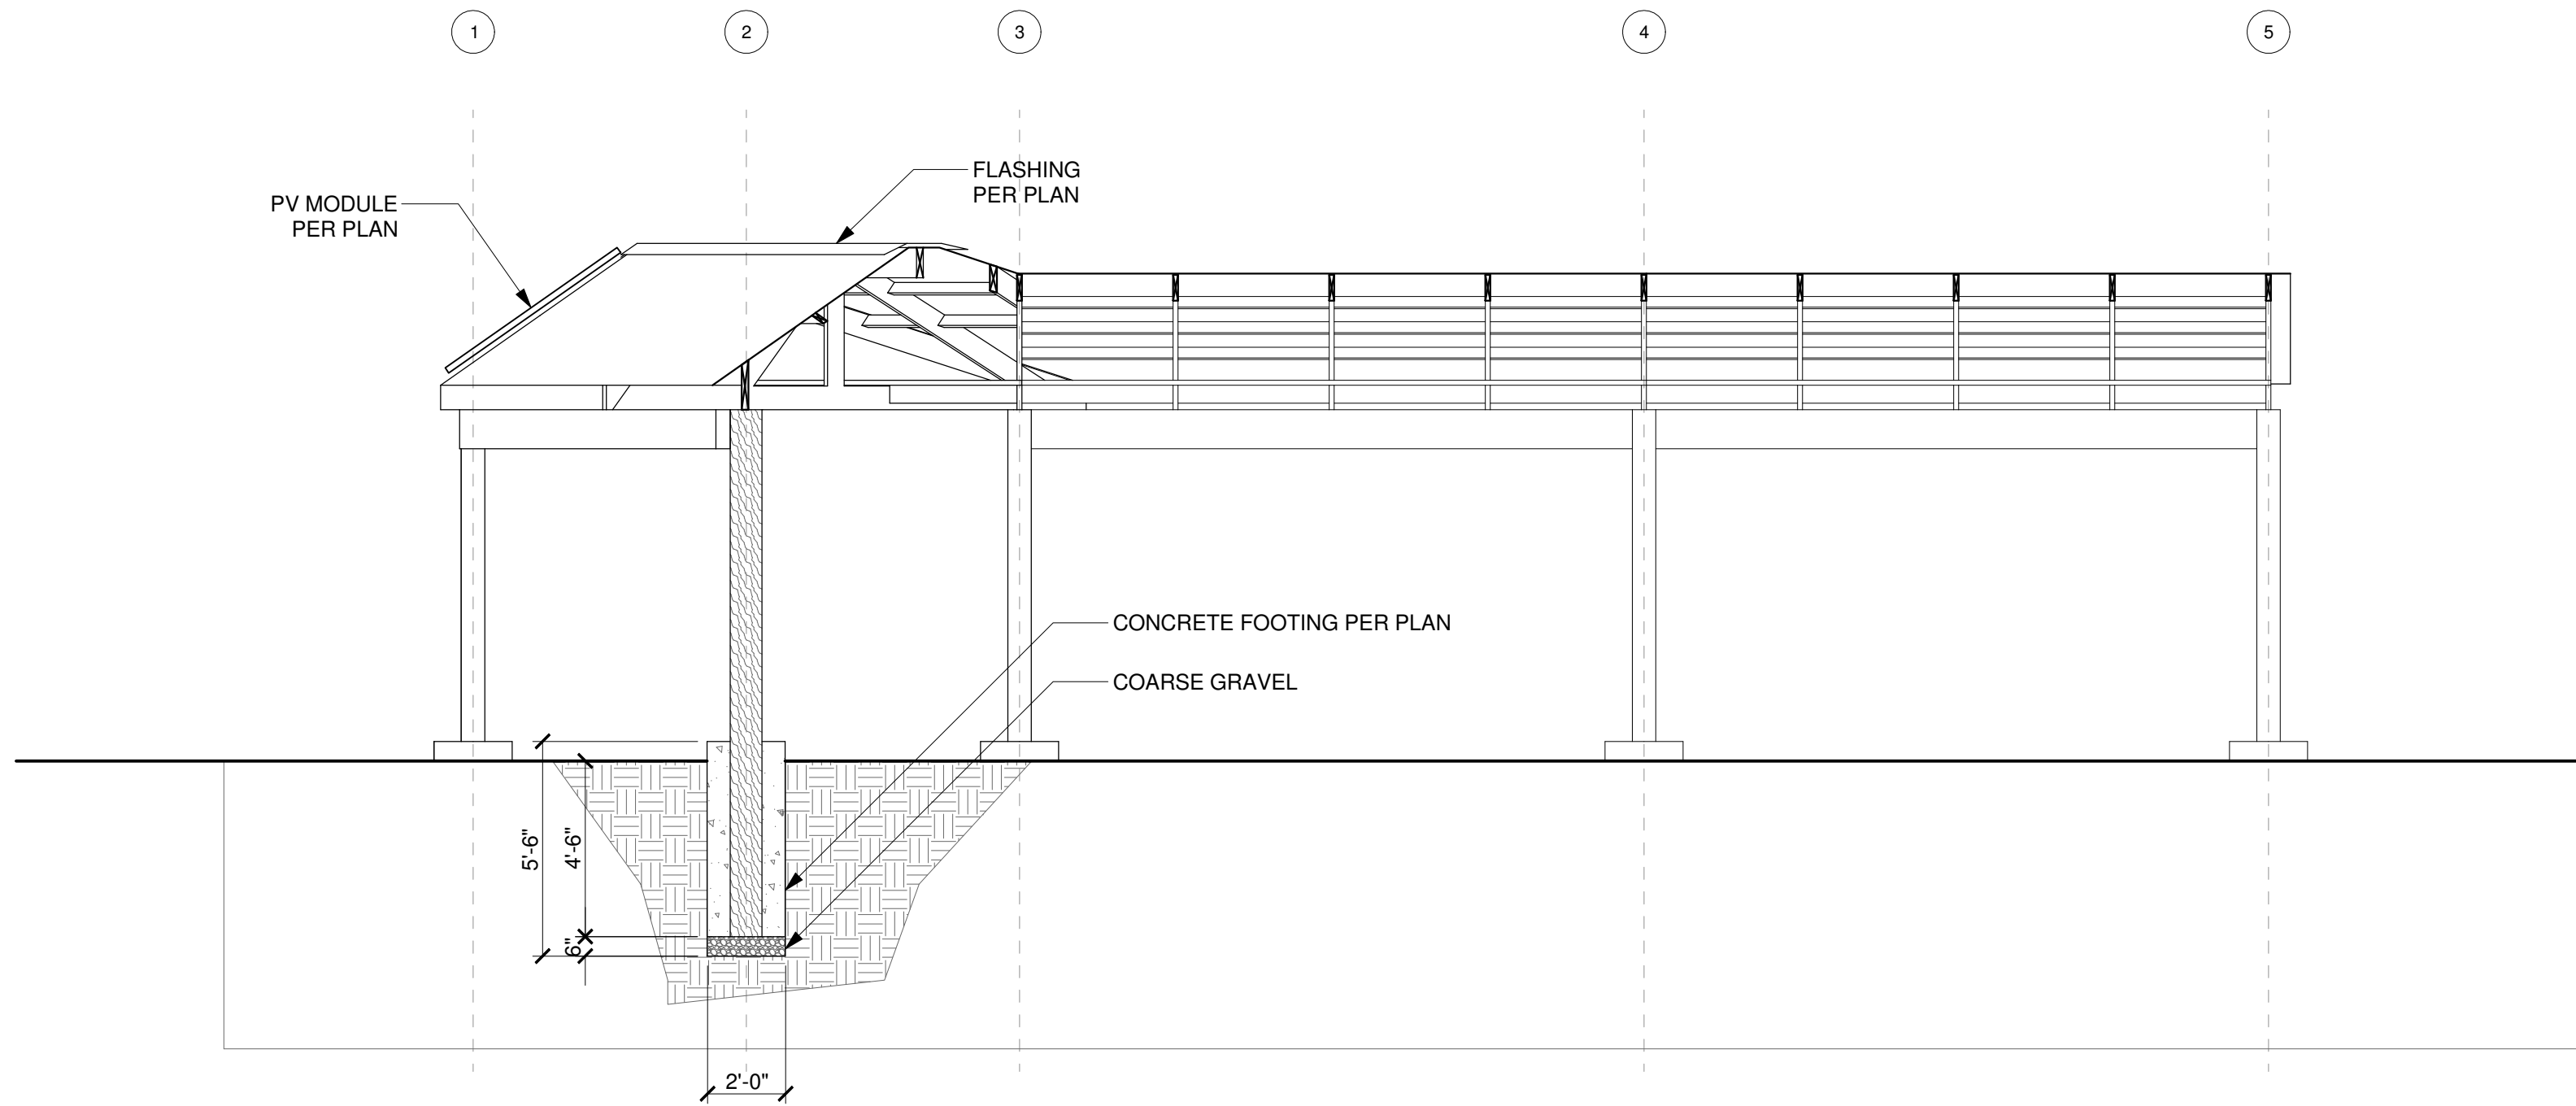 1
2
3
4
5
FLASHING
PER PLAN
PV MODULE
PER PLAN
CONCRETE FOOTING PER PLAN
COARSE GRAVEL
5'-6"
4'-6"
6"
2'-0"